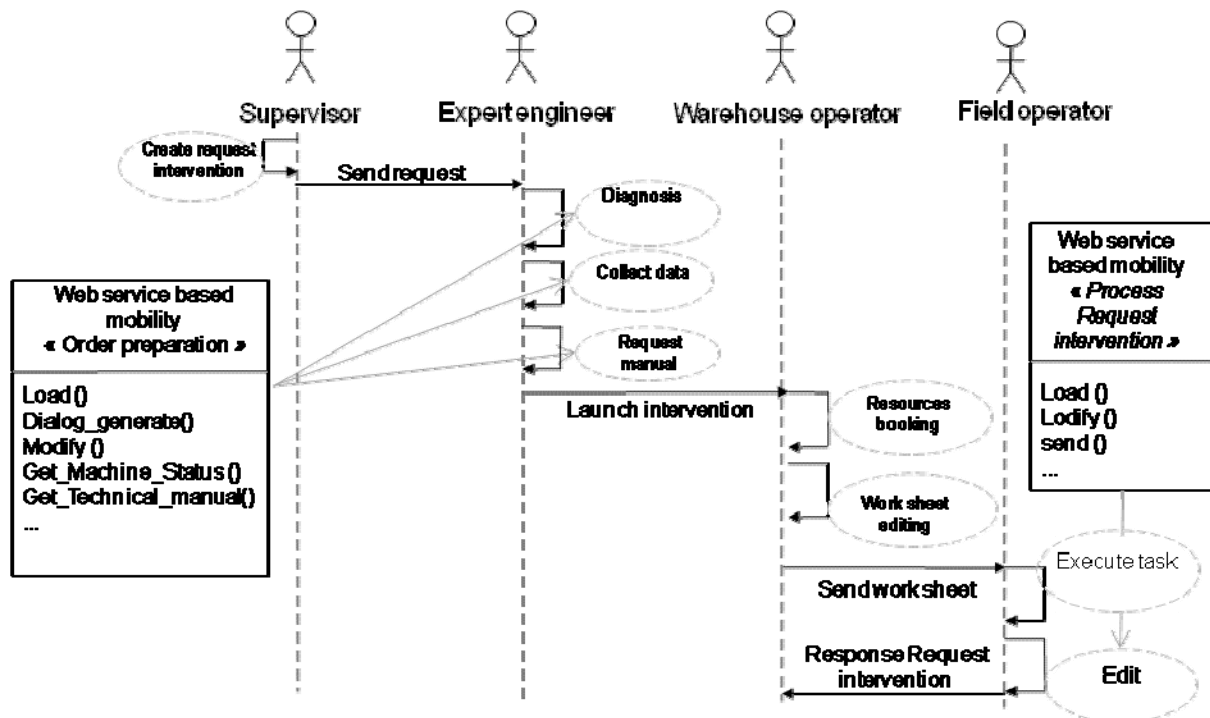 Supervisor
Expert engineer
Warehouse operator
Field operator
Create request
intervention
Send request
Diagnosis
Collect data
Request
manual
Web service based
mobility
« Order preparation »
Load ()
Dialog_generate()
Modify ()
Get_Machine_Status ()
Get_Technical_manual()
...
Launch intervention
Resources
booking
Work sheet
editing
Web service
based mobility
« Process
Request
intervention »
Load ()
Lodify ()
send ()
...
Execute task
Send work sheet
Response Request
intervention
Edit